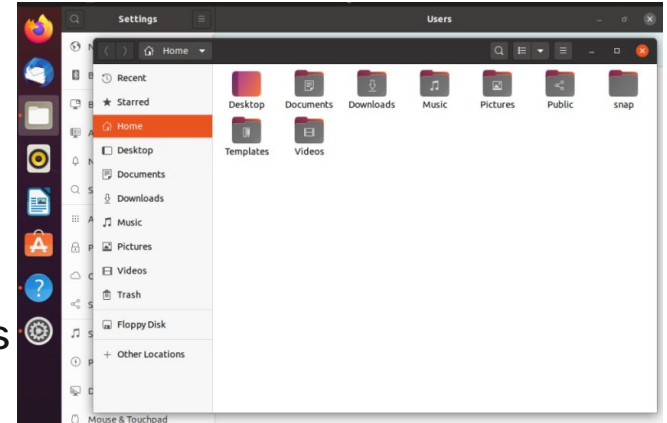 Settings
Users
Home
Recent
Starred
Home
Desktop
Documents
Downloads
Music
Pictures
Videos
Trash
Floppy Disk
+ Other Locations
Desktop Documents Downloads Music Pictures Public snap
Templates Videos
N
B
B
A
N
S
A
P
C
S
S
P
D
Mouse & Touchpad
s